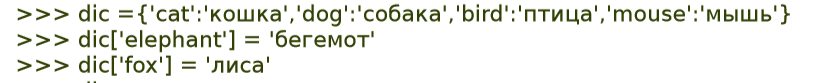 >>> dic ={'cat':'кошка','dog':'собака','bird':'птица','mouse':'мышь'}
>>> dic['elephant'] = 'бегемот'
>>> dic['fox'] = 'лиса'